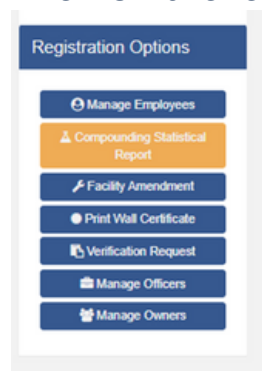 Registration Options
Manage Employees
Compounding Statistical
Report
Facility Amendment
Print Wall Certificate
Verification Request
Manage Officers
Manage Owners